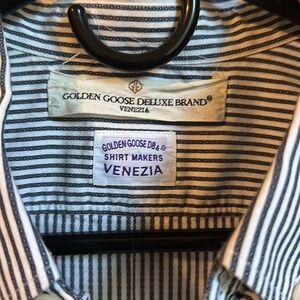 GOLDEN GOOSE DELUXE BRAND®
VENEZIA
GOLDEN·GOOSE DB &
SHIRT MAKERS
VENEZIA